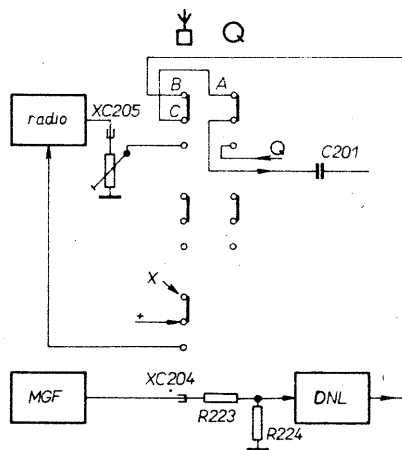 Q
B A
C
radio
XC205
Q
C201
X
+
MGF
XC204
R223
R224
DNL